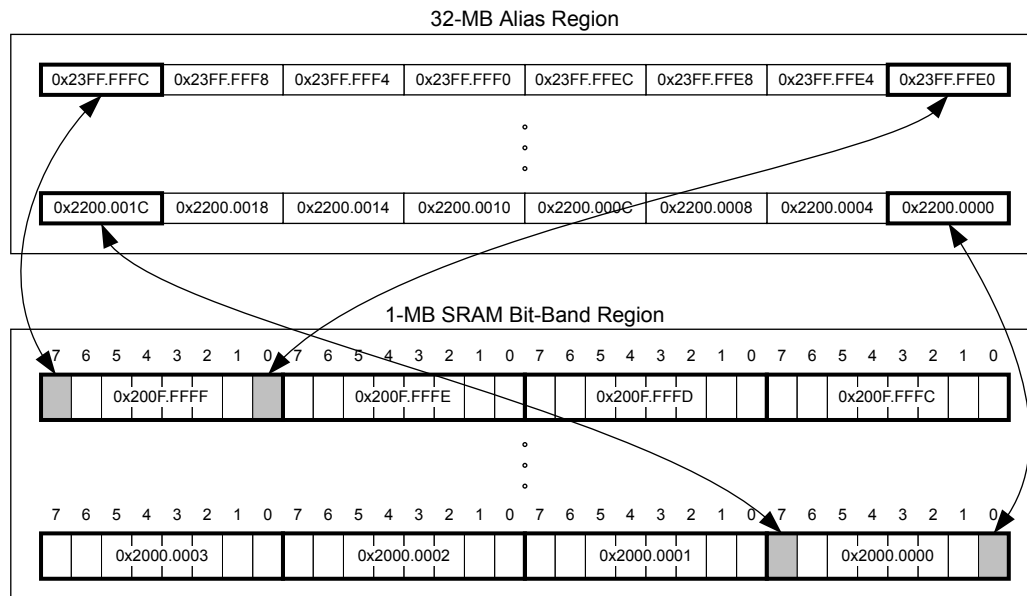 32-MB Alias Region
0x23FF.FFFC 0x23FF.FFF8 0x23FF.FFF4 0x23FF.FFF0 0x23FF.FFEC 0x23FF.FFE8 0x23FF.FFE4 0x23FF.FFE0
0x2200.001C 0x2200.0018 0x2200.0014 0x2200.0010 0x2200.000C 0x2200.0008 0x2200.0004 0x2200.0000
1-MB SRAM Bit-Band Region
7 6 5 4 3 2 1 0 7 6 5 4 3 2 1 0 7 6 5 4 3 2 1 0 7 6 5 4 3 2 1 0
0x200F.FFFF 0x200F.FFFE 0x200F.FFFD 0x200F.FFFC
7 6 5 4 3 2 1 0 7 6 5 4 3 2 1 0 7 6 5 4 3 2 1 0 7 6 5 4 3 2 1 0
0x2000.0003 0x2000.0002 0x2000.0001 0x2000.0000